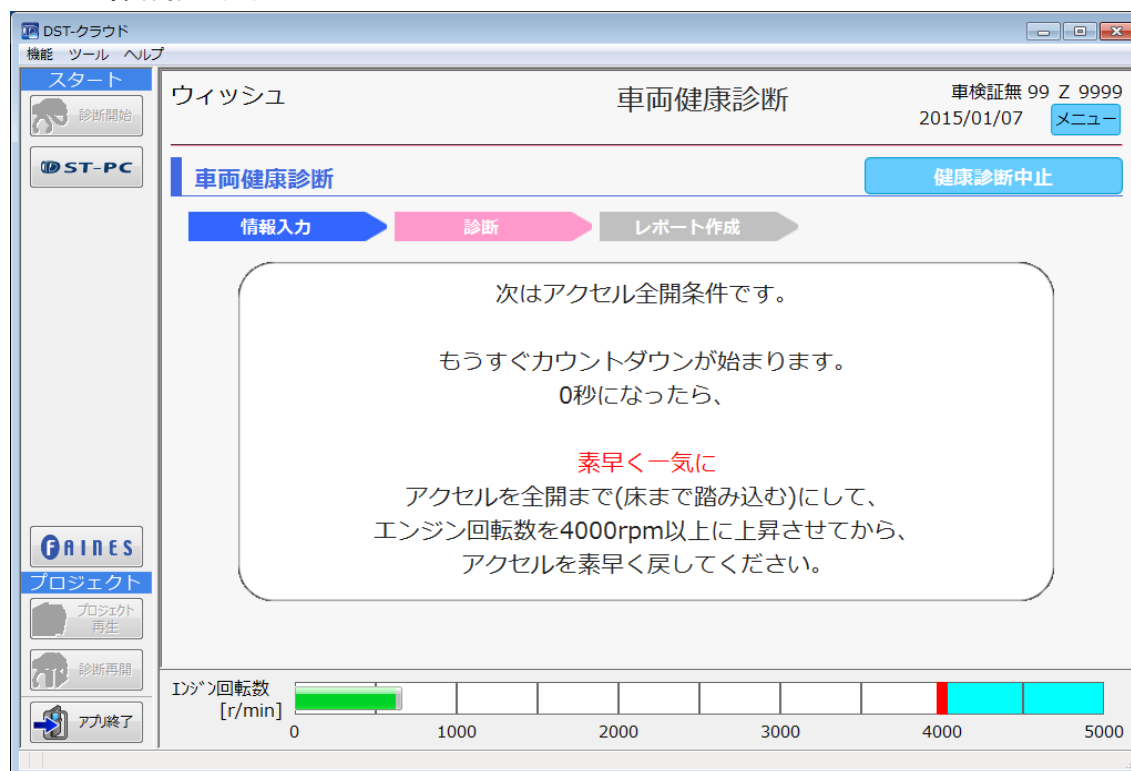 DST-クラウド
機能 ツール ヘルプ
スタート
診断開始
DST-PC
FAINES
プロジェクト
プロジェクト
再生
診断再開
アプリ終了
ウィッシュ
車両健康診断
車検証無 99 Z 9999
2015/01/07 メニュー
車両健康診断
健康診断中止
情報入力 診断 レポート作成
次はアクセル全開条件です。
もうすぐカウントダウンが始まります。
0秒になったら、
素早く一気に
アクセルを全開まで(床まで踏み込む)にして、
エンジン回転数を4000rpm以上に上昇させてから、
アクセルを素早く戻してください。
エンジン回転数
[r/min]
0 1000 2000 3000 4000 5000